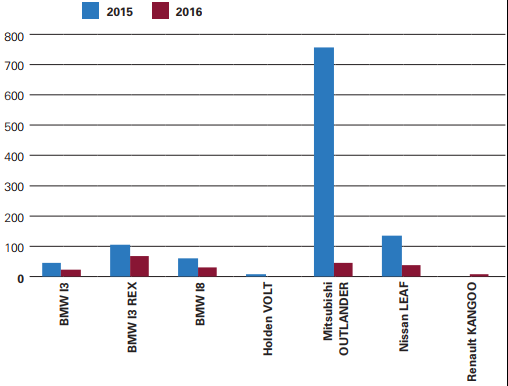 2015 2016
800
700
600
500
400
300
200
100
0
BMW I3
BMW I3 REX
BMW I8
Holden VOLT
Mitsubishi
OUTLANDER
Nissan LEAF
Renault KANGOO